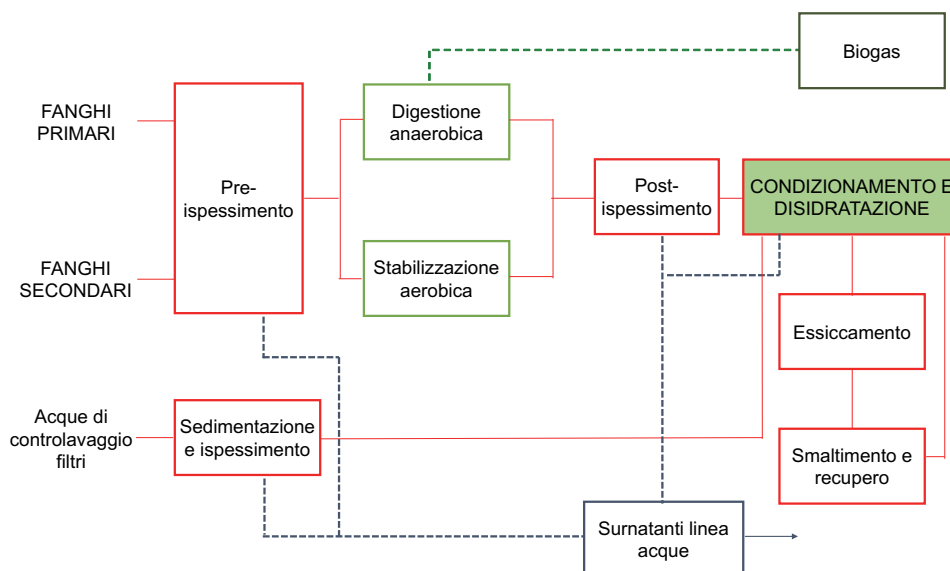 Biogas
FANGHI
PRIMARI
Digestione
anaerobica
Pre-
ispessimento
Post-
ispessimento
CONDIZIONAMENTO E
DISIDRATAZIONE
FANGHI
SECONDARI
Stabilizzazione
aerobica
Essiccamento
Acque di
controlavaggio
filtri
Sedimentazione
e ispessimento
Smaltimento e
recupero
Surnatanti linea
acque